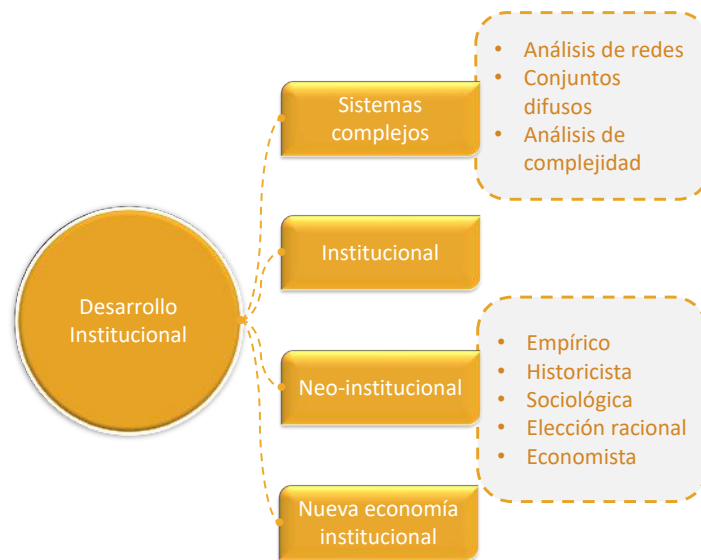 Desarrollo
Institucional
Sistemas
complejos
• Análisis de redes
• Conjuntos
difusos
• Análisis de
complejidad
Institucional
Neo-institucional
• Empírico
• Historicista
• Sociológica
• Elección racional
• Economista
Nueva economía
institucional